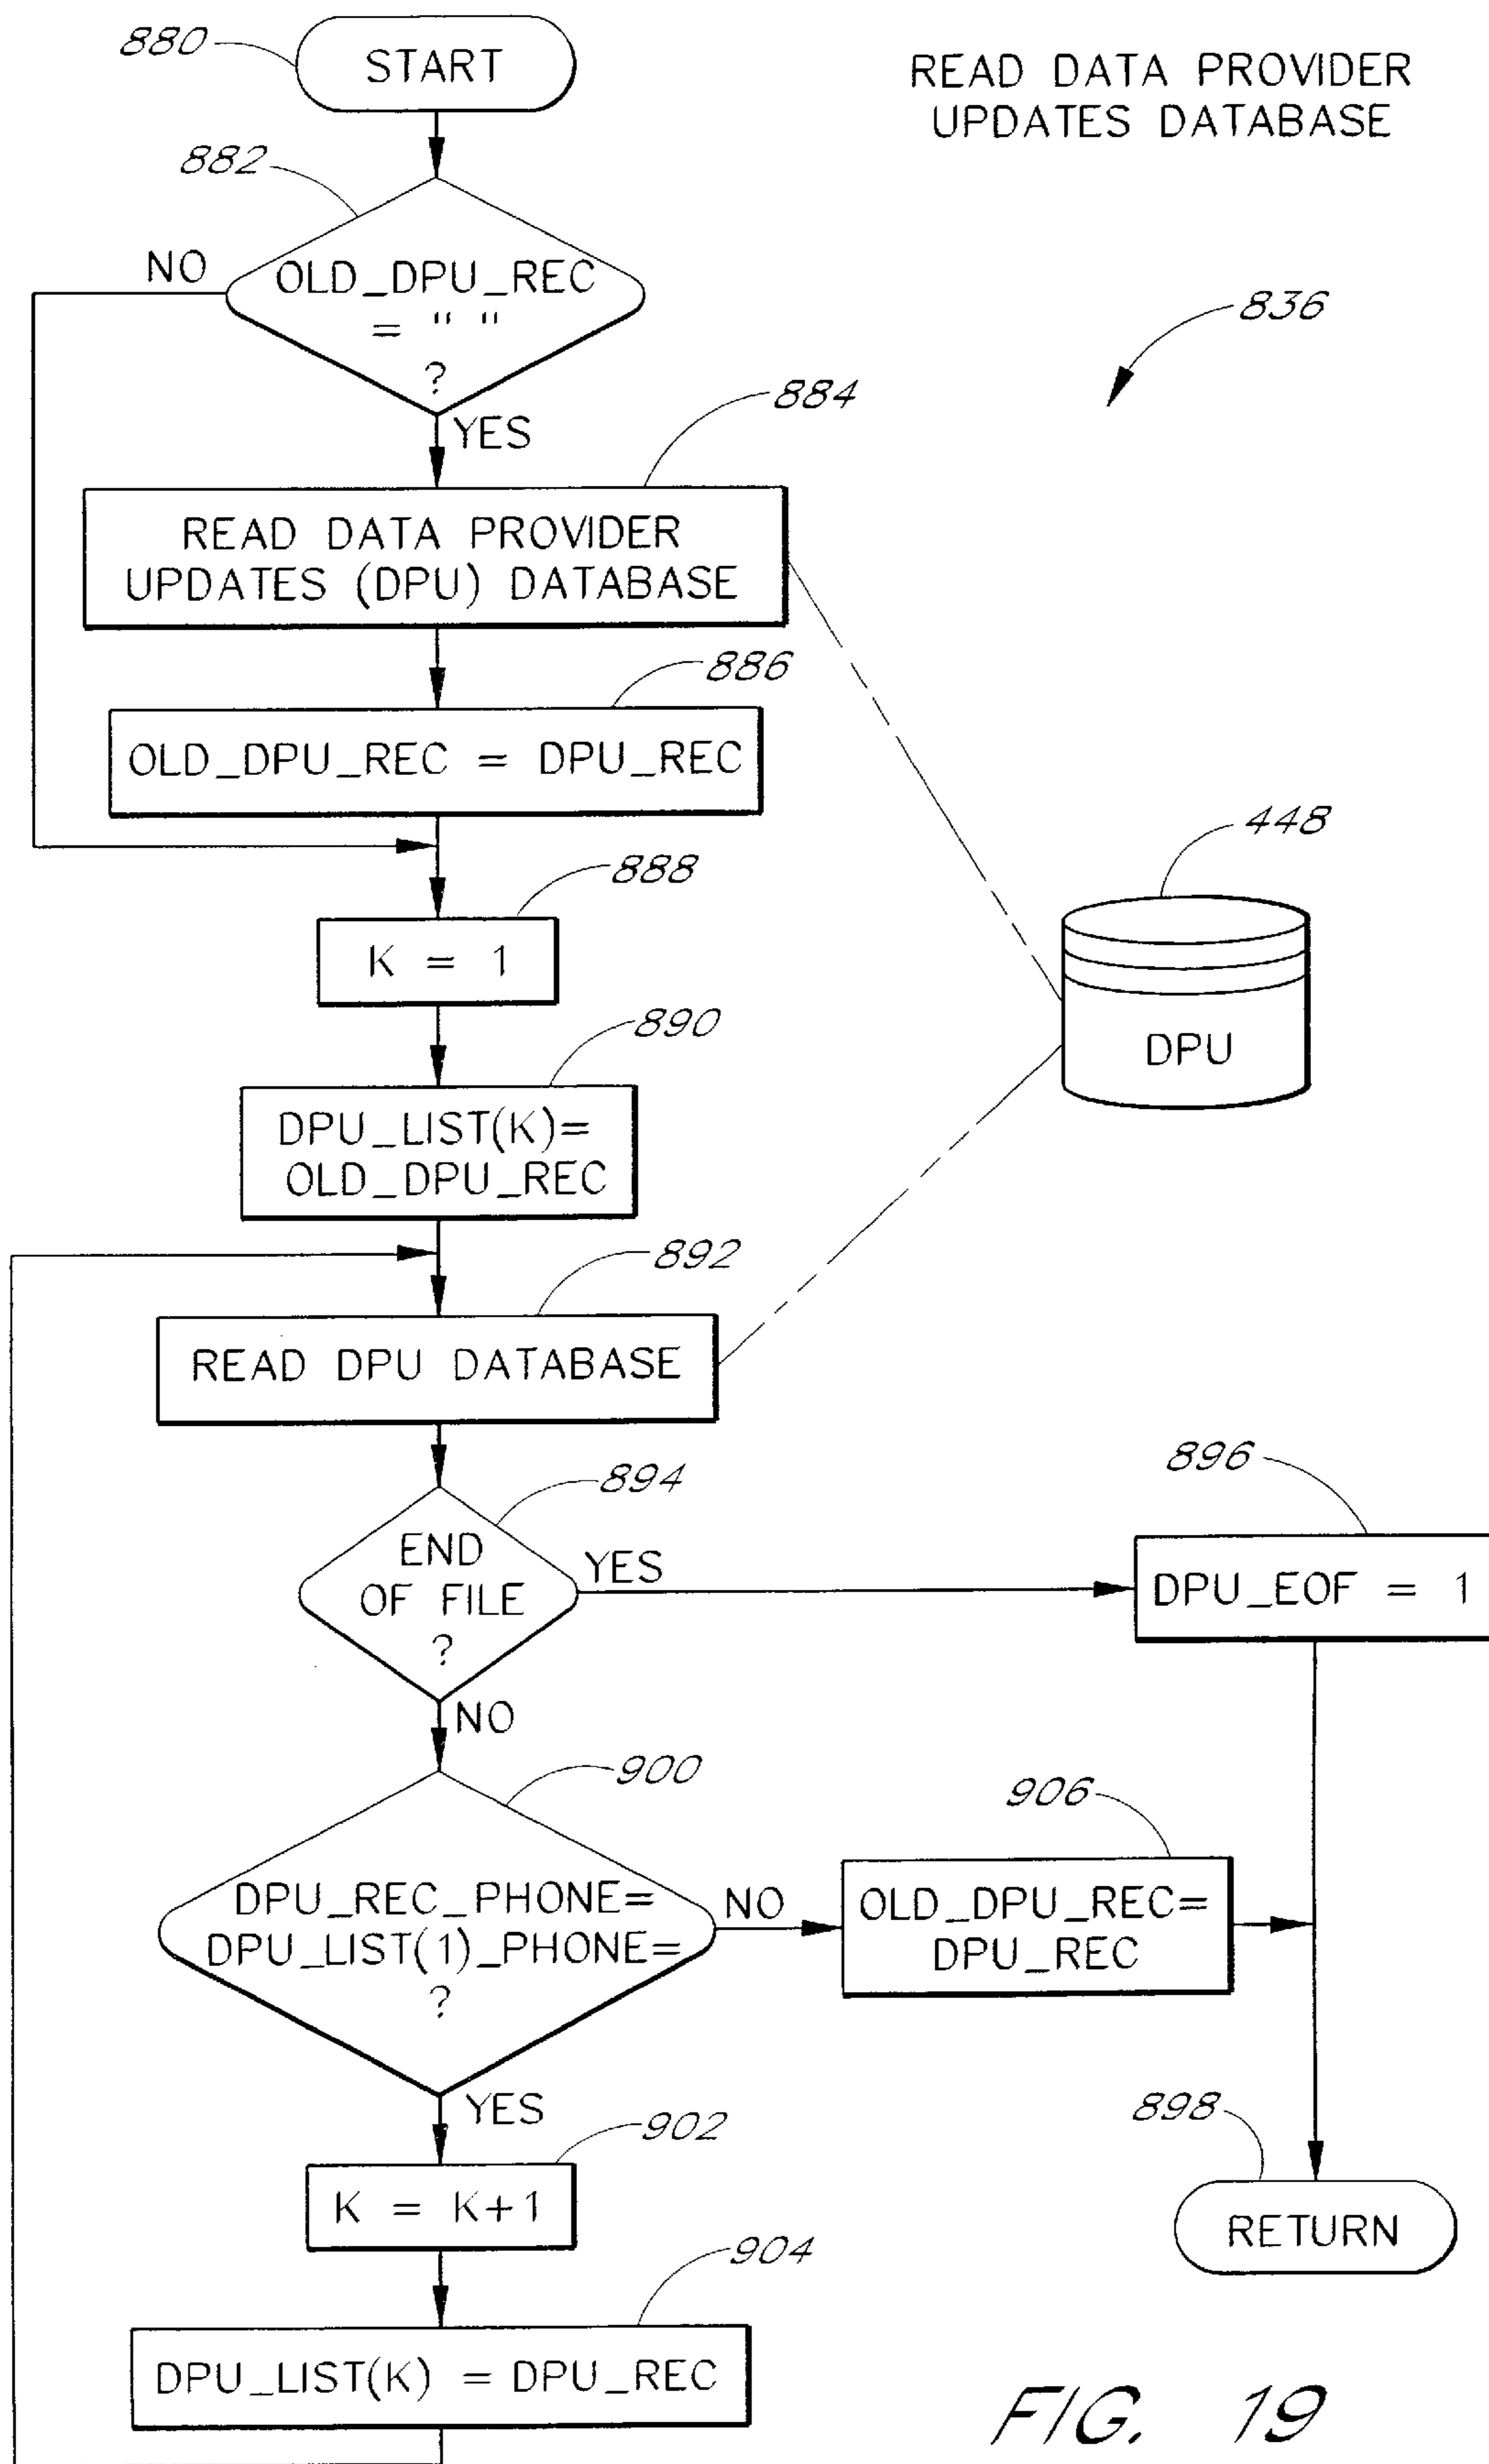 880
START
READ DATA PROVIDER
UPDATES DATABASE
882
NO
OLD_DPU_REC
= " "
?
836
YES
884
READ DATA PROVIDER
UPDATES (DPU) DATABASE
886
OLD_DPU_REC = DPU_REC
448
DPU
888
K = 1
890
DPU_LIST(K)=
OLD_DPU_REC
892
READ DPU DATABASE
894
END
OF FILE
?
YES
896
DPU_EOF = 1
NO
900
DPU_REC_PHONE=
DPU_LIST(1)_PHONE=
?
NO
906
OLD_DPU_REC=
DPU_REC
YES
898
RETURN
902
K = K+1
904
DPU_LIST(K) = DPU_REC
FIG. 19